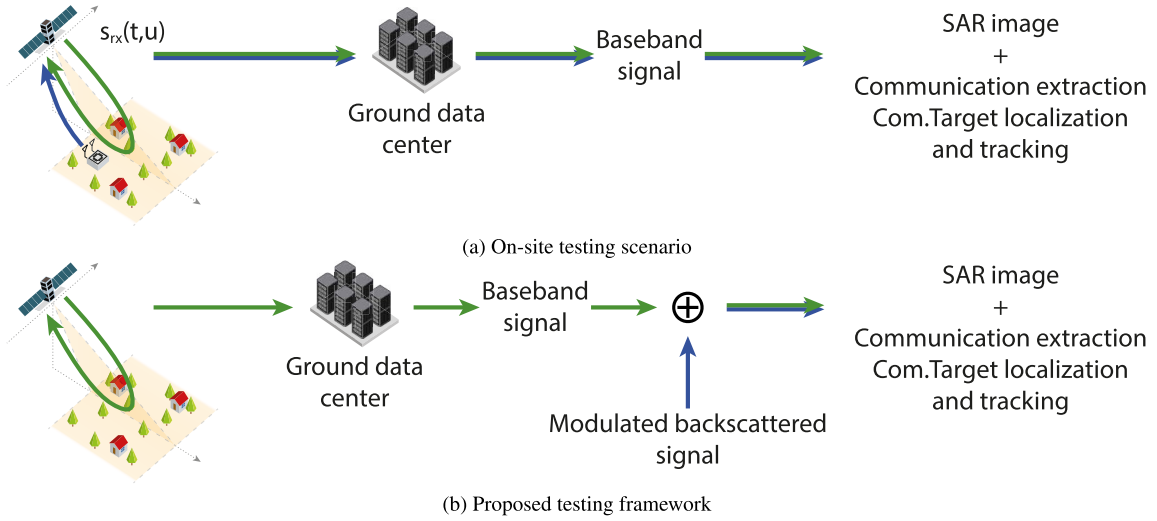 s_rx(t,u)
Ground data
center
Baseband
signal
SAR image
+
Communication extraction
Com.Target localization
and tracking
(a) On-site testing scenario
Ground data
center
Baseband
signal
Modulated backscattered
signal
SAR image
+
Communication extraction
Com.Target localization
and tracking
(b) Proposed testing framework